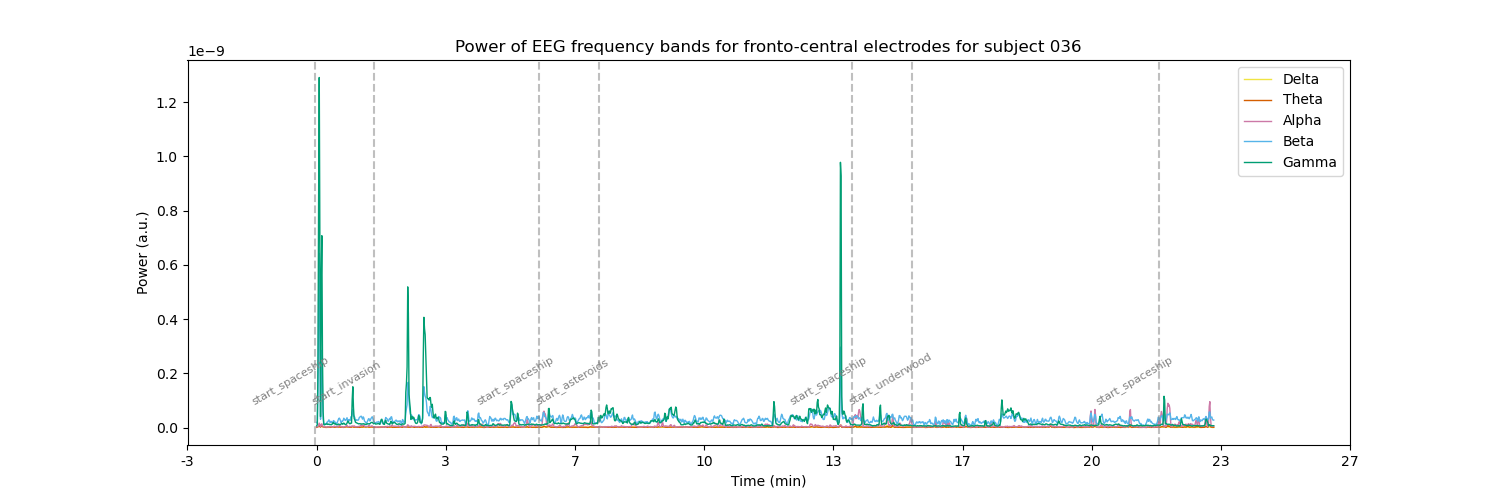 Power of EEG frequency bands for fronto-central electrodes for subject 036
1e−9
1.2
1.0
0.8
0.6
0.4
0.2
0.0
Power (a.u.)
Delta
Theta
Alpha
Beta
Gamma
start_spaceship
start_invasion
start_spaceship
start_asteroids
start_spaceship
start_underwood
start_spaceship
-3 0 3 7 10 13 17 20 23 27
Time (min)